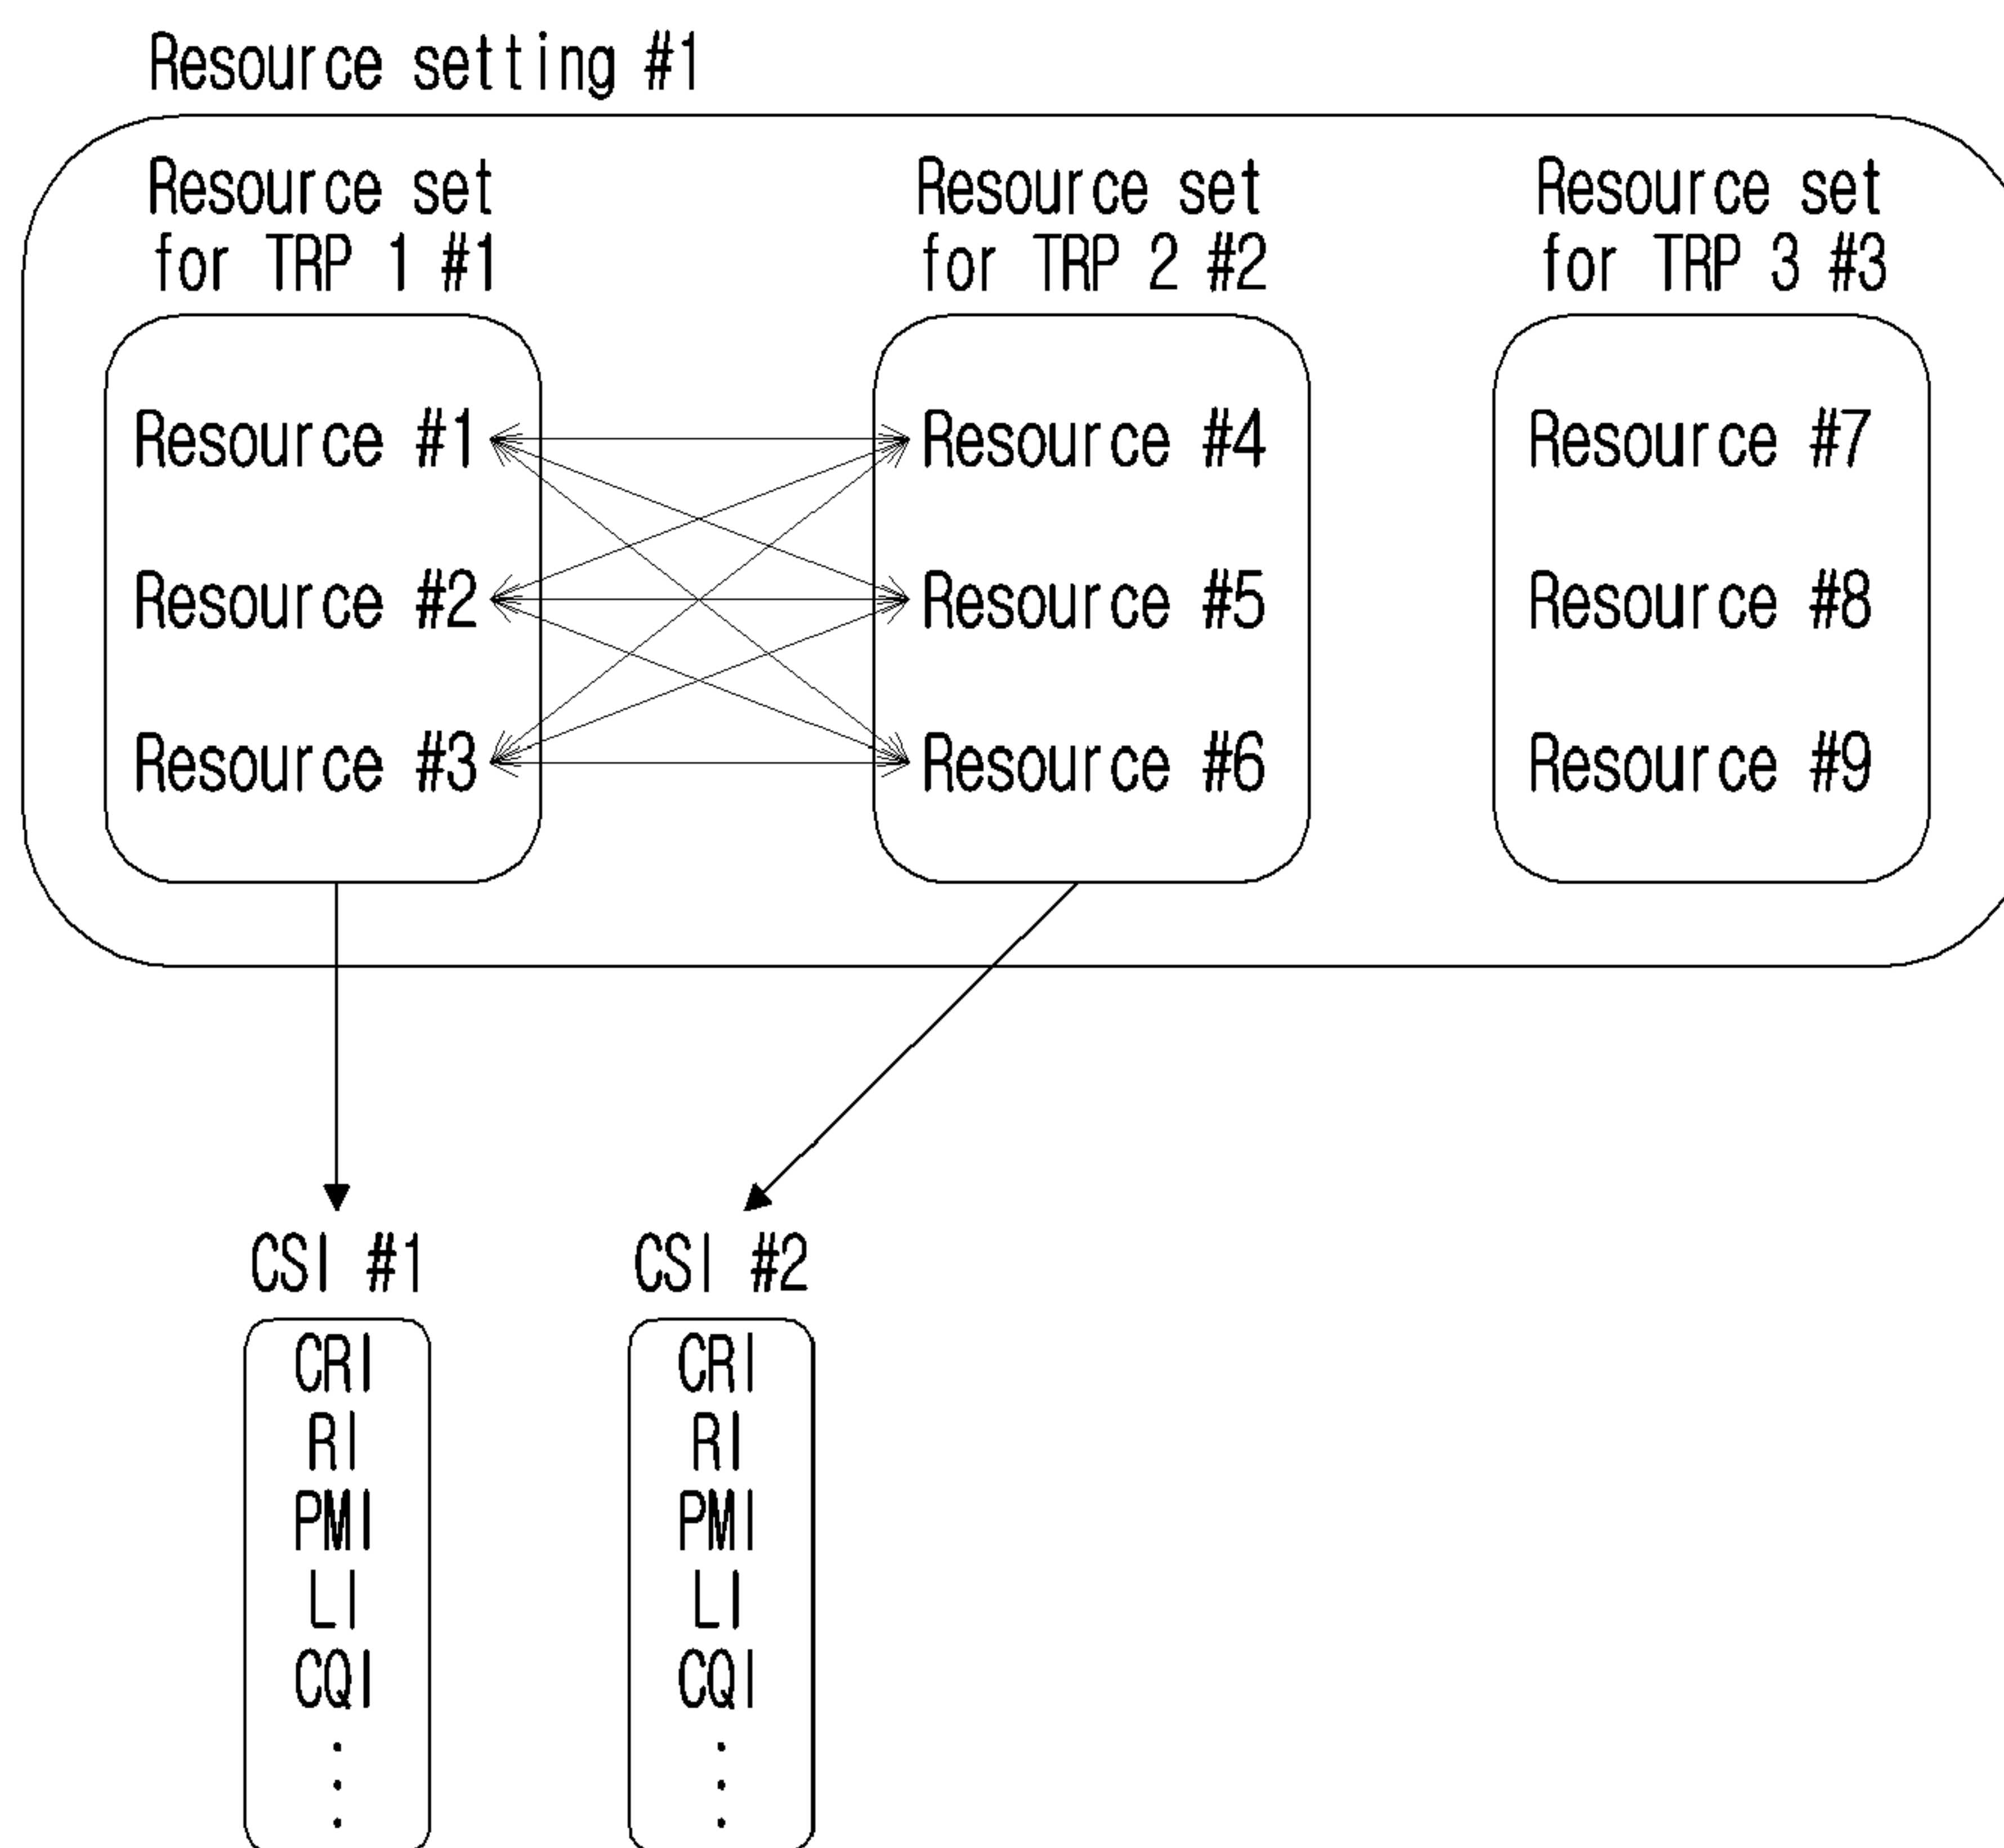 Resource setting #1
Resource set
for TRP 1 #1
Resource set
for TRP 2 #2
Resource set
for TRP 3 #3
Resource #1
Resource #2
Resource #3
Resource #4
Resource #5
Resource #6
Resource #7
Resource #8
Resource #9
CSI #1
CRI
RI
PMI
LI
CQI
.
.
.
CSI #2
CRI
RI
PMI
LI
CQI
.
.
.